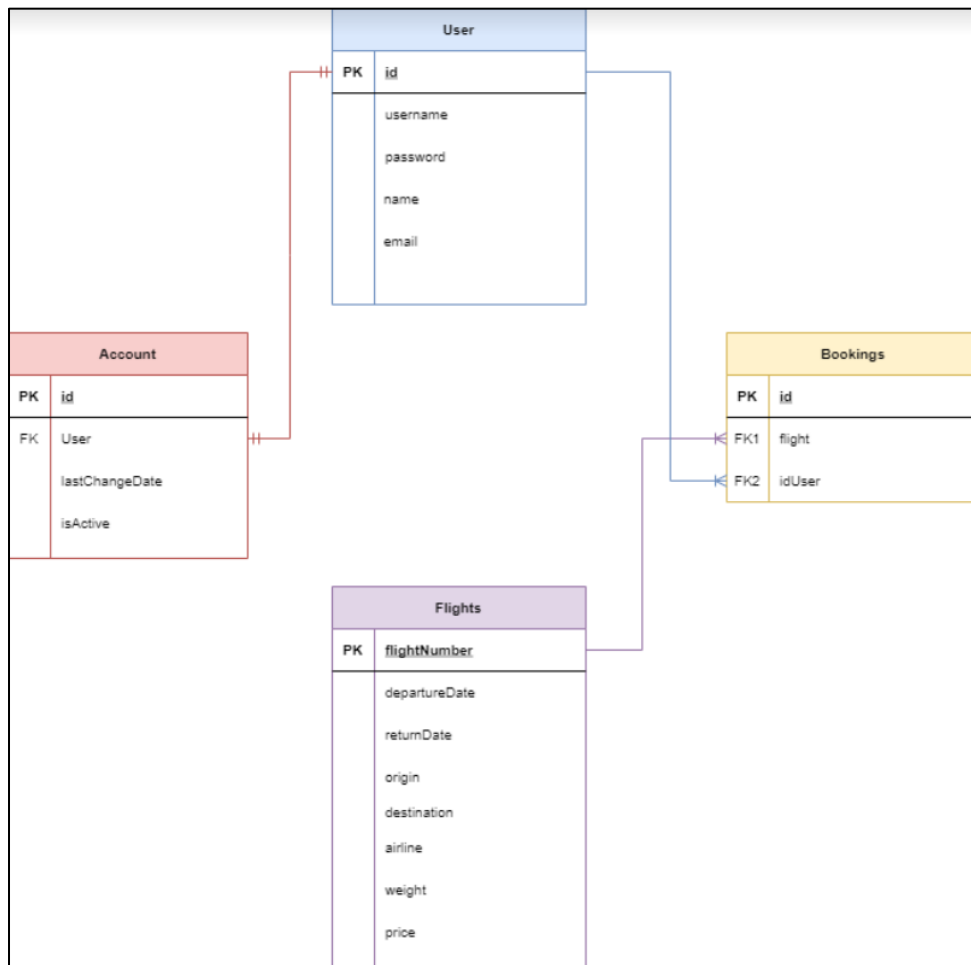 User
PK id
username
password
name
email
Account
PK id
FK User
lastChangeDate
isActive
Bookings
PK id
FK1 flight
FK2 idUser
Flights
PK flightNumber
departureDate
returnDate
origin
destination
airline
weight
price